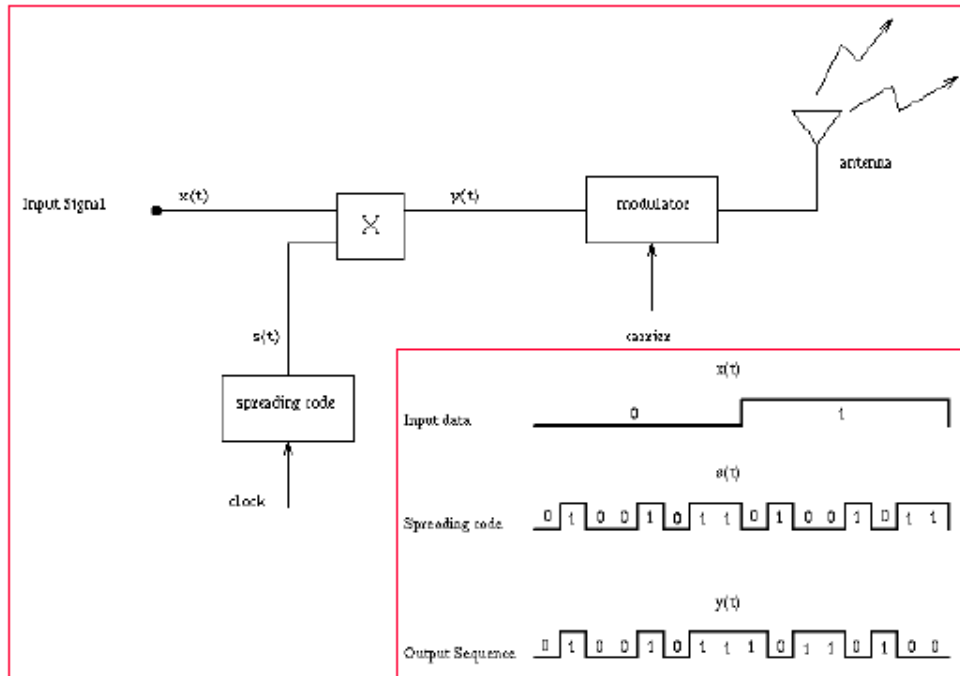 antenna
Input Signal
x(t)
X
y(t)
modulator
s(t)
carrier
spreading code
clock
x(t)
Input data
0 1
s(t)
Spreading code
0 1 0 0 1 0 1 1 0 1 0 0 1 0 1 1
y(t)
Output Sequence
0 1 0 0 1 0 1 1 1 0 1 1 0 1 0 0